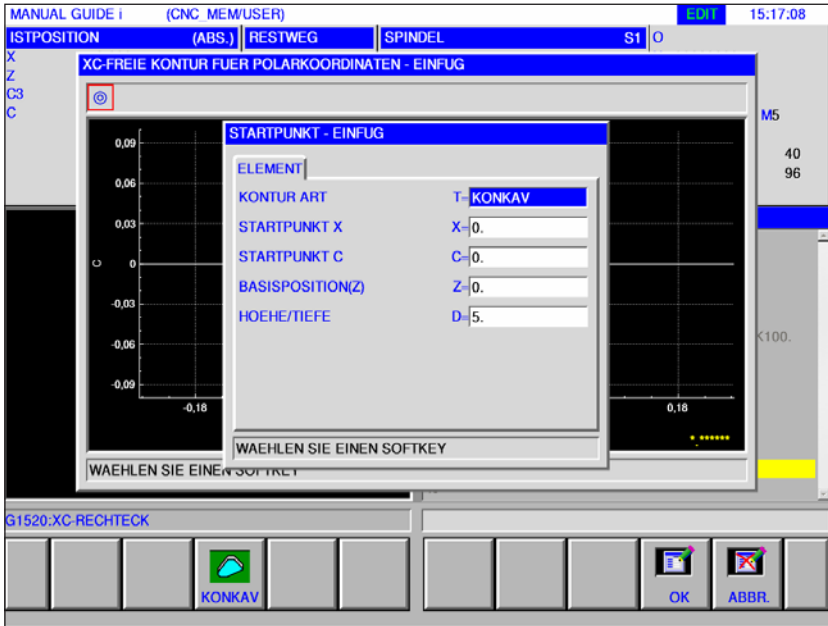 MANUAL GUIDE i (CNC_MEM/USER) EDIT 15:17:08
ISTPOSITION (ABS.) RESTWEG SPINDEL S1 O
X
Z
C3
C
XC-FREIE KONTUR FUER POLARKOORDINATEN - EINFUG
M5
40
96
STARTPUNKT - EINFUG
ELEMENT
KONTUR ART T= KONKAV
STARTPUNKT X X= 0.
STARTPUNKT C C= 0.
BASISPOSITION(Z) Z= 0.
HOEHE/TIEFE D= 5.
WAEHLEN SIE EINEN SOFTKEY
0,09
0,06
0,03
C 0
-0,03
-0,06
-0,09
-0,18 0,18
*.******
K100.
WAEHLEN SIE EINEN SOFTKEY
G1520:XC-RECHTECK
KONKAV OK ABBR.